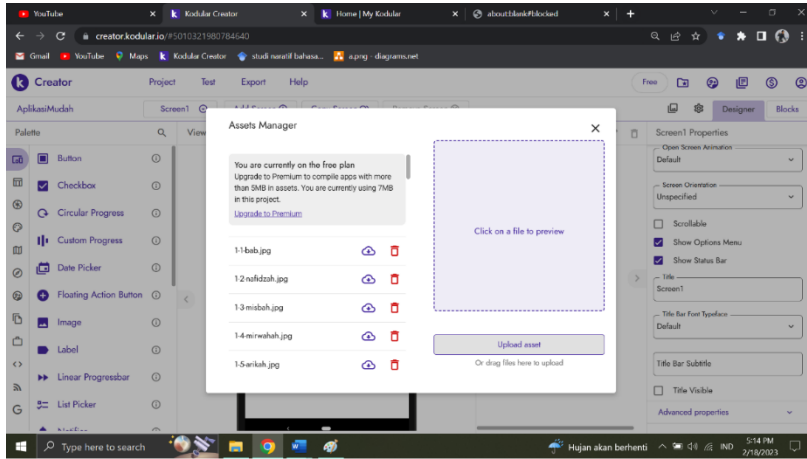 YouTube
Kodular Creator
Home | My Kodular
about:blank#blocked
creator.kodular.io/#5010321980784640
Gmail
YouTube
Maps
Kodular Creator
studi naratif bahasa...
a.png - diagrams.net
Creator
Project
Test
Export
Help
Free
AplikasiMudah
Screen1
Add Screen
Copy Screen
Remove Screen
Designer
Blocks
Palette
View
Button
Checkbox
Circular Progress
Custom Progress
Date Picker
Floating Action Button
Image
Label
Linear Progressbar
List Picker
Assets Manager
You are currently on the free plan
Upgrade to Premium to compile apps with more
than 5MB in assets. You are currently using 7MB
in this project.
Upgrade to Premium
1-1-bab.jpg
1-2-nafidzah.jpg
1-3-misbah.jpg
1-4-mirwahah.jpg
1-5-arikah.jpg
Click on a file to preview
Upload asset
Or drag files here to upload
Screen1 Properties
Open Screen Animation
Default
Screen Orientation
Unspecified
Scrollable
Show Options Menu
Show Status Bar
Title
Screen1
Title Bar Font Typeface
Default
Title Bar Subtitle
Title Visible
Advanced properties
Type here to search
Hujan akan berhenti
IND
5:14 PM
2/18/2023